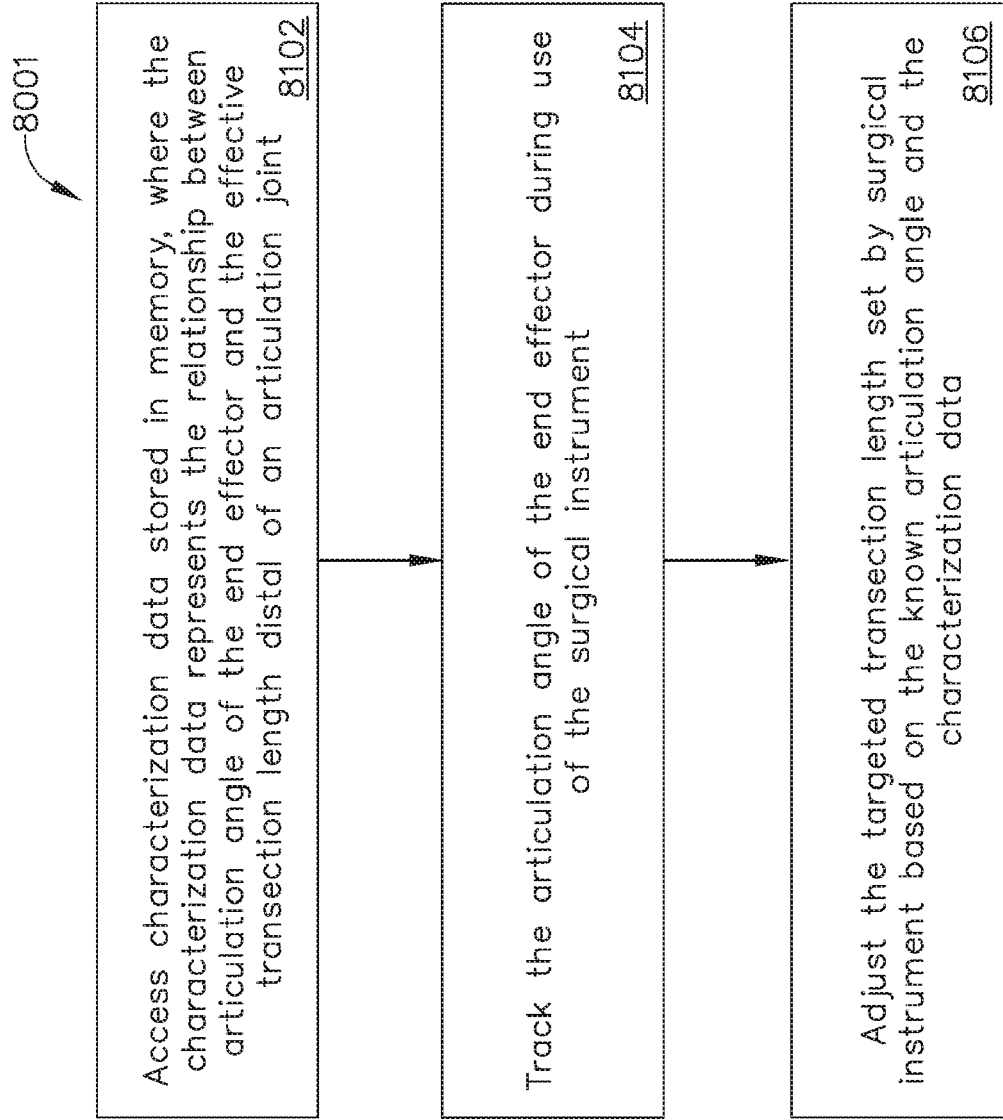 8001
Access characterization data stored in memory, where the
characterization data represents the relationship between
articulation angle of the end effector and the effective
transection length distal of an articulation joint
8102
Track the articulation angle of the end effector during use
of the surgical instrument
8104
Adjust the targeted transection length set by surgical
instrument based on the known articulation angle and the
characterization data
8106